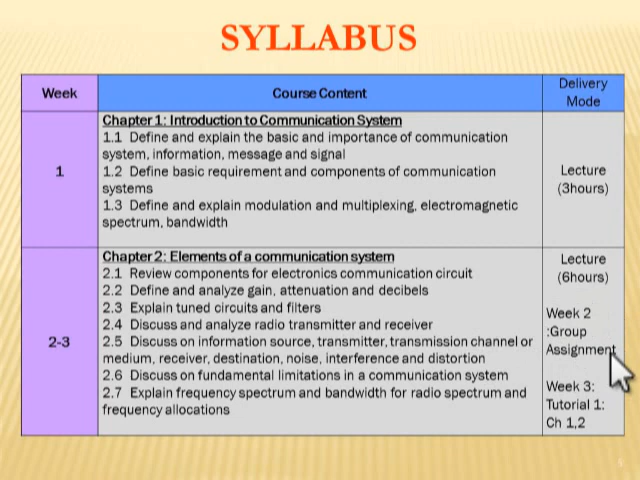 SYLLABUS
Week
Course Content
Delivery
Mode
1
Chapter 1: Introduction to Communication System
1.1 Define and explain the basic and importance of communication
system, information, message and signal
1.2 Define basic requirement and components of communication
systems
1.3 Define and explain modulation and multiplexing, electromagnetic
spectrum, bandwidth
Lecture
(3hours)
2-3
Chapter 2: Elements of a communication system
2.1 Review components for electronics communication circuit
2.2 Define and analyze gain, attenuation and decibels
2.3 Explain tuned circuits and filters
2.4 Discuss and analyze radio transmitter and receiver
2.5 Discuss on information source, transmitter, transmission channel or
medium, receiver, destination, noise, interference and distortion
2.6 Discuss on fundamental limitations in a communication system
2.7 Explain frequency spectrum and bandwidth for radio spectrum and
frequency allocations
Lecture
(6hours)
Week 2
:Group
Assignment
Week 3:
Tutorial 1:
Ch 1,2